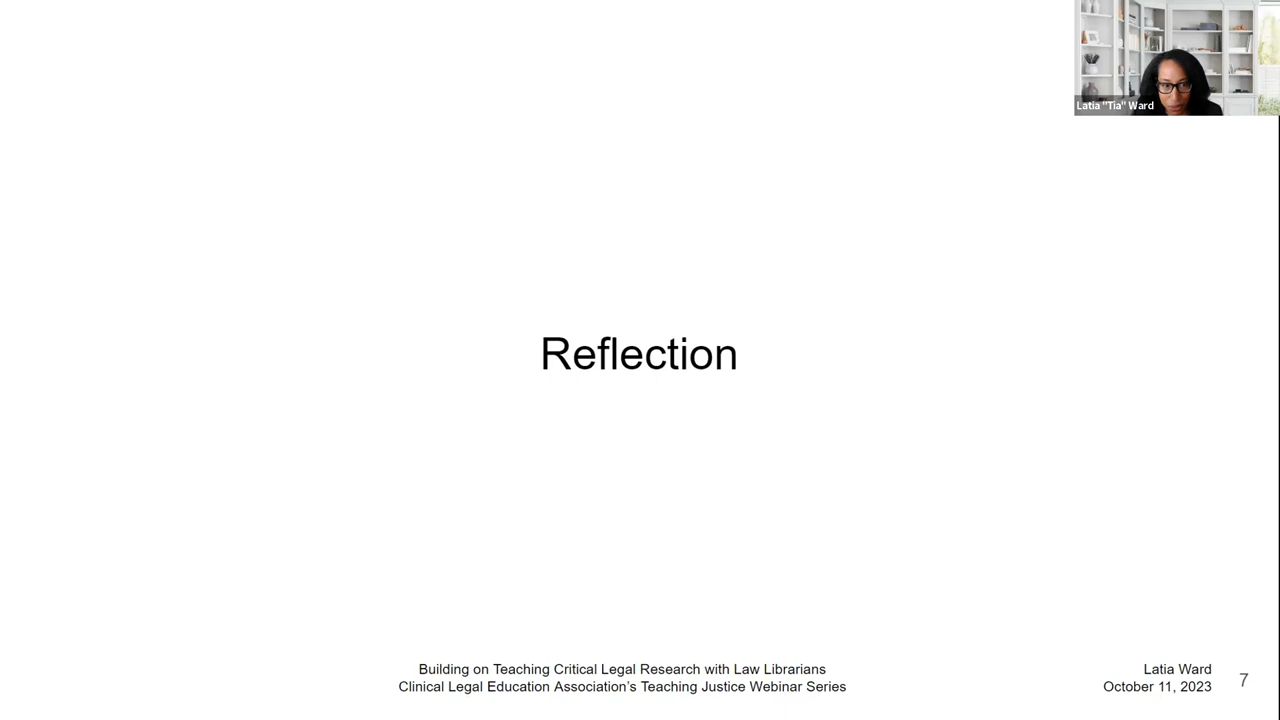 Latia "Tia" Ward
Reflection
Building on Teaching Critical Legal Research with Law Librarians
Clinical Legal Education Association's Teaching Justice Webinar Series
Latia Ward
October 11, 2023
7